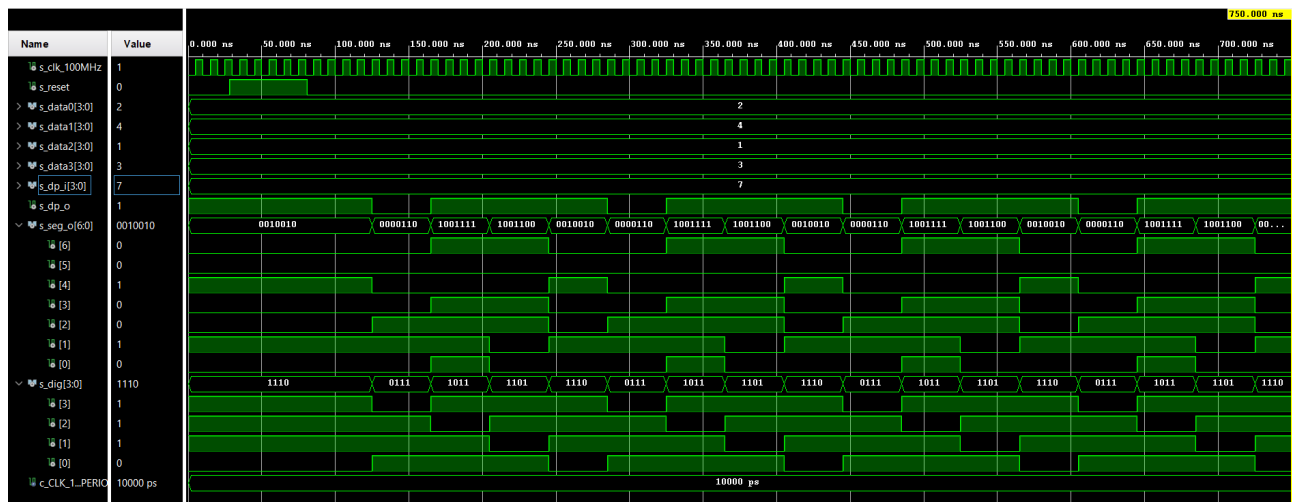 750.000 ns
Name Value 0.000 ns 50.000 ns 100.000 ns 150.000 ns 200.000 ns 250.000 ns 300.000 ns 350.000 ns 400.000 ns 450.000 ns 500.000 ns 550.000 ns 600.000 ns 650.000 ns 700.000 ns
s_clk_100MHz 1
s_reset 0
s_data0[3:0] 2 2
s_data1[3:0] 4 4
s_data2[3:0] 1 1
s_data3[3:0] 3 3
s_dp_i[3:0] 7 7
s_dp_o 1
s_seg_o[6:0] 0010010 0010010 0000110 1001111 1001100 0010010 0000110 1001111 1001100 0010010 0000110 1001111 1001100 0010010 0000110 1001111 1001100 00...
[6] 0
[5] 0
[4] 1
[3] 0
[2] 0
[1] 1
[0] 0
s_dig[3:0] 1110 1110 0111 1011 1101 1110 0111 1011 1101 1110 0111 1011 1101 1110 0111 1011 1101 1110
[3] 1
[2] 1
[1] 1
[0] 0
c_CLK_1...PERIO 10000 ps 10000 ps